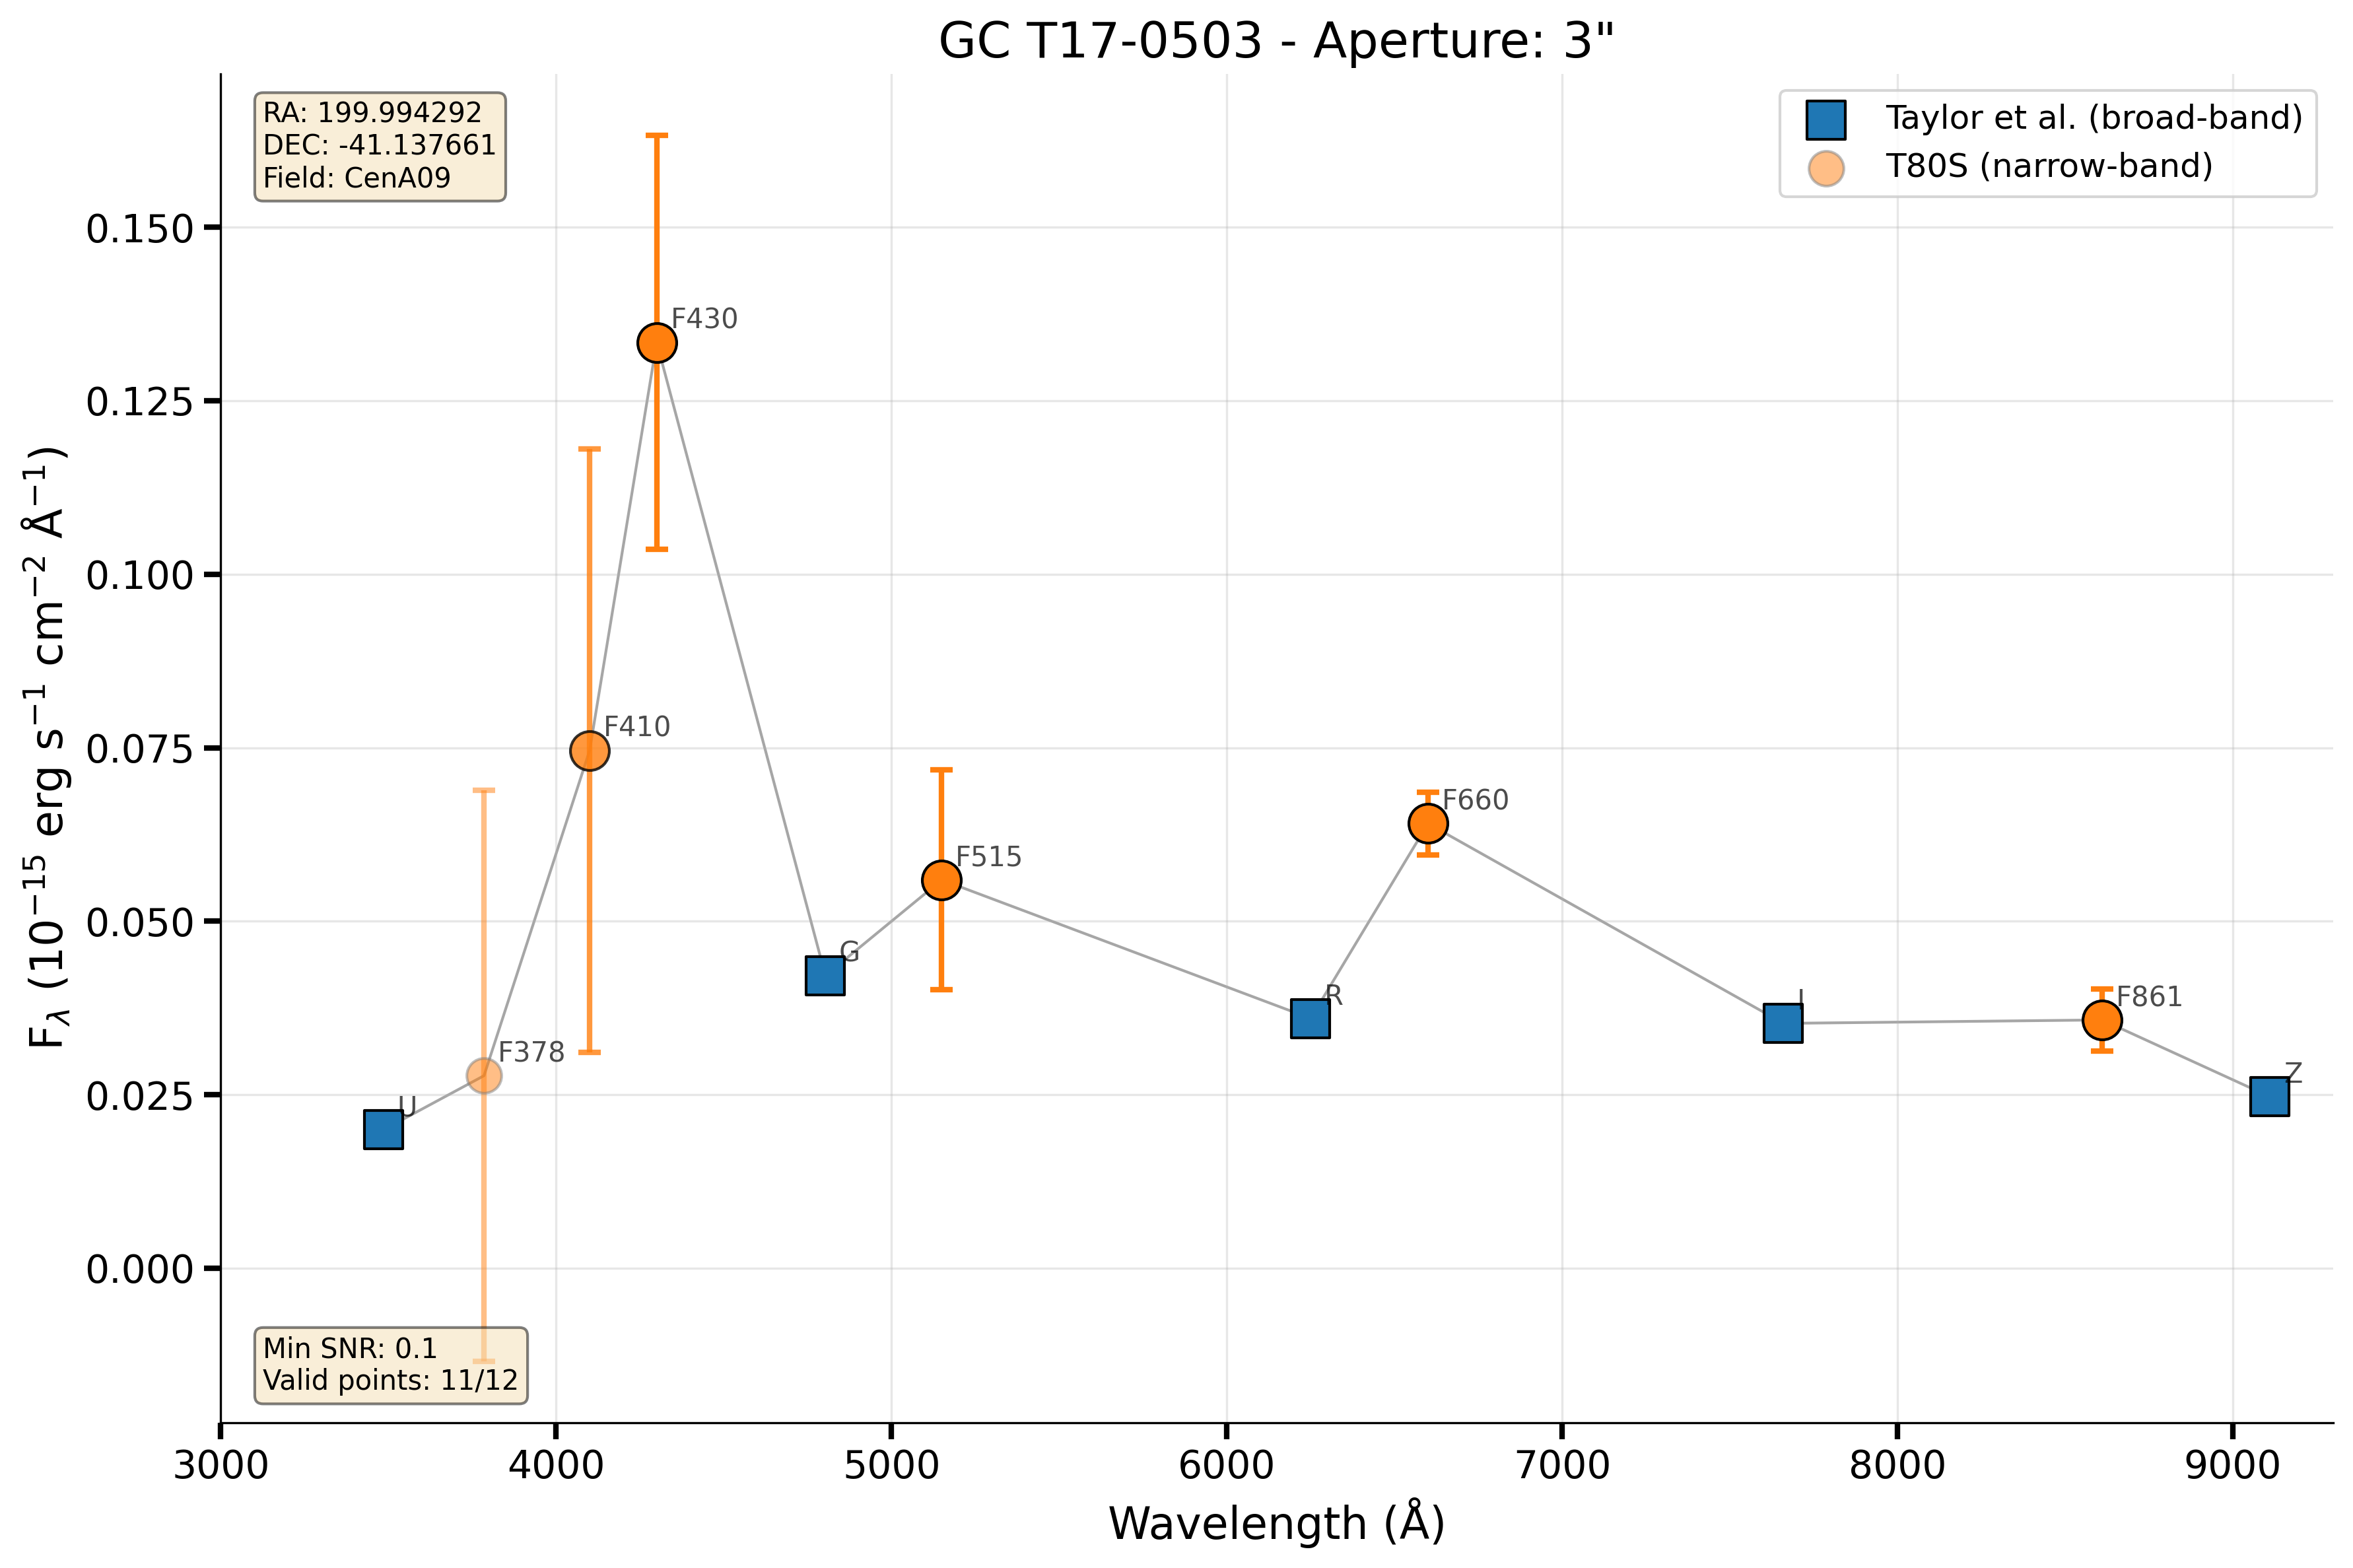 GC T17-0503 - Aperture: 3"
RA: 199.994292
DEC: -41.137661
Field: CenA09
Taylor et al. (broad-band)
T80S (narrow-band)
F430
F410
F378
U
G
F515
R
F660
I
F861
Z
0.150
0.125
0.100
0.075
0.050
0.025
0.000
F$_{\lambda}$ (10$^{-15}$ erg s$^{-1}$ cm$^{-2}$ Å$^{-1}$)
Min SNR: 0.1
Valid points: 11/12
3000 4000 5000 6000 7000 8000 9000
Wavelength (Å)